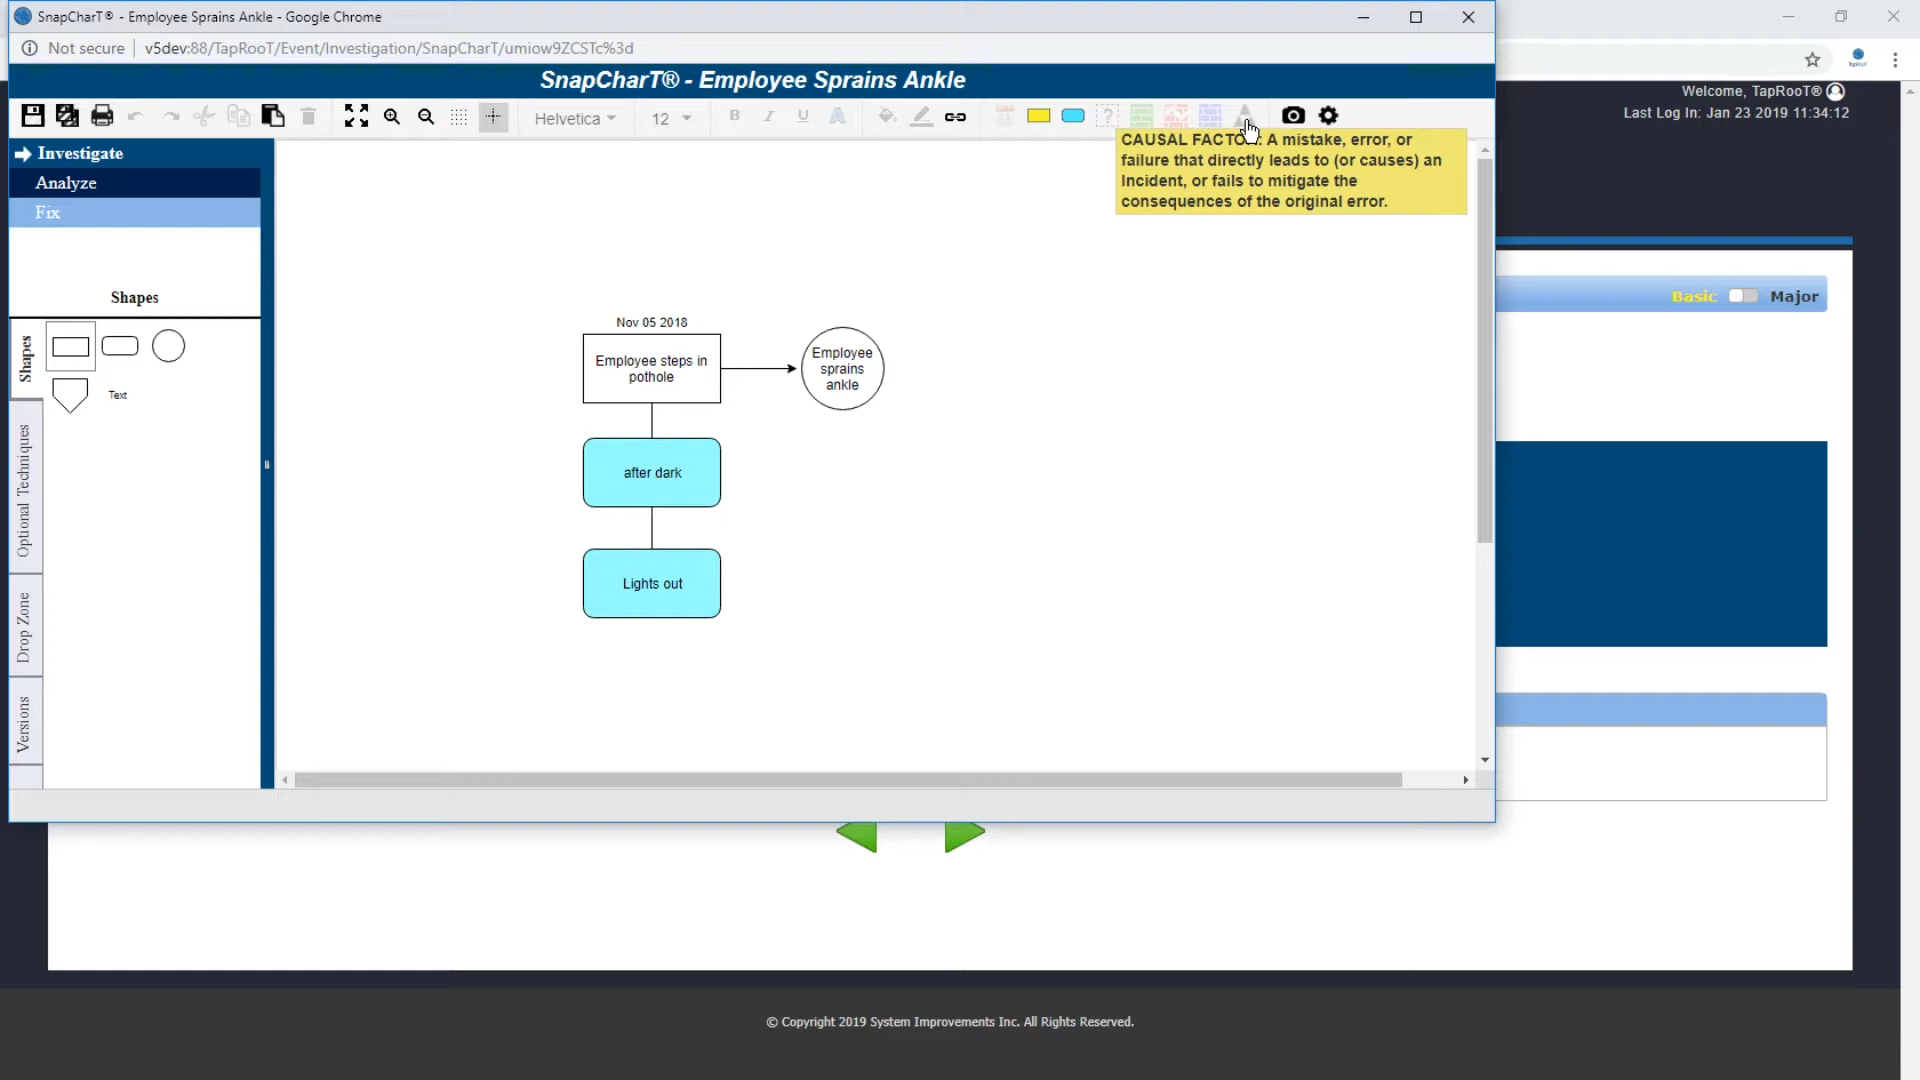 SnapCharT® - Employee Sprains Ankle - Google Chrome
Not secure
v5dev:88/TapRooT/Event/Investigation/SnapCharT/umiow9ZCSTc%3d
SnapCharT® - Employee Sprains Ankle
Welcome, TapRooT®
Last Log In: Jan 23 2019 11:34:12
Helvetica
12
B
I
U
A
?
CAUSAL FACTOR: A mistake, error, or
failure that directly leads to (or causes) an
Incident, or fails to mitigate the
consequences of the original error.
Investigate
Analyze
Fix
Shapes
Shapes
Text
Optional Techniques
Drop Zone
Versions
Nov 05 2018
Employee steps in
pothole
Employee
sprains
ankle
after dark
Lights out
Basic
Major
© Copyright 2019 System Improvements Inc. All Rights Reserved.